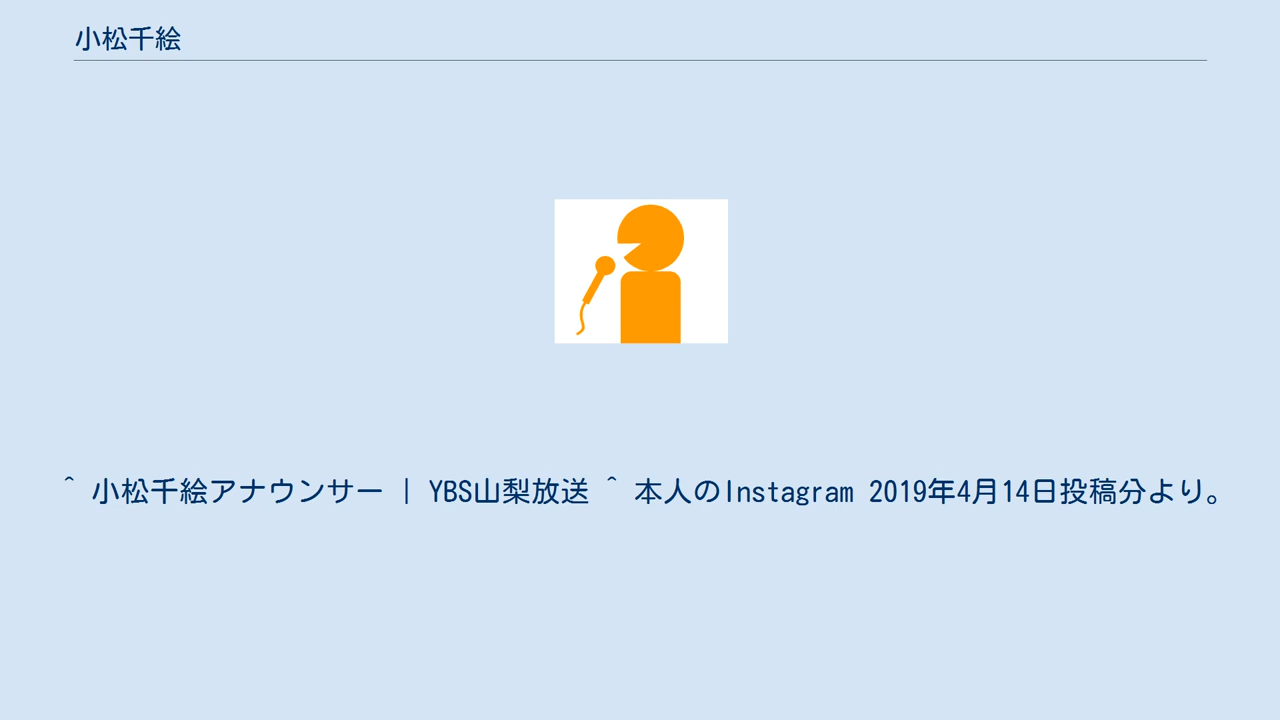 小松千絵
^ 小松千絵アナウンサー | YBS山梨放送 ^ 本人のInstagram 2019年4月14日投稿分より。